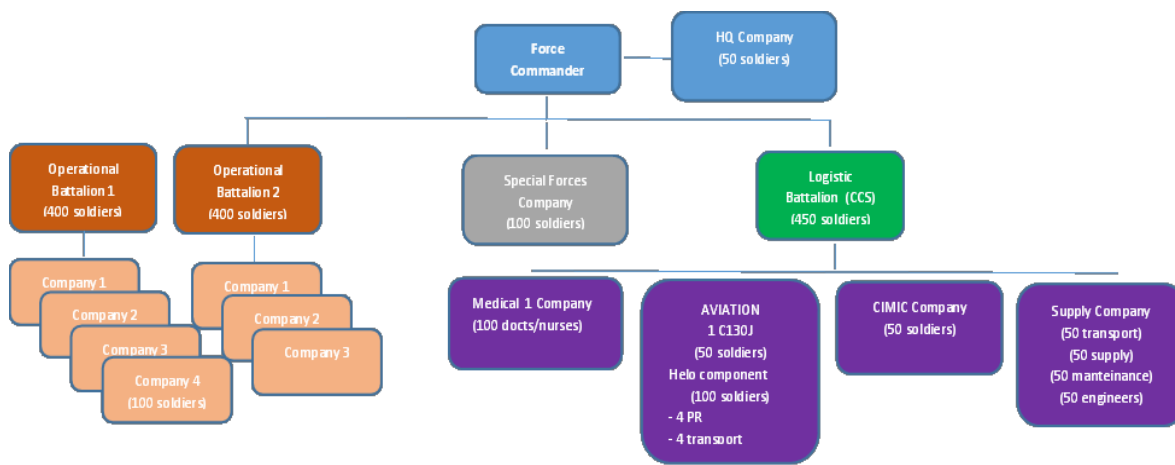 Force
Commander
HQ Company
(50 soldiers)
Operational
Battalion 1
(400 soldiers)
Operational
Battalion 2
(400 soldiers)
Special Forces
Company
(100 soldiers)
Logistic
Battalion (CCS)
(450 soldiers)
Company 1
Company 2
Company 3
Company 4
(100 soldiers)
Company 1
Company 2
Company 3
Medical 1 Company
(100 docts/nurses)
AVIATION
1 C130J
(50 soldiers)
Helo component
(100 soldiers)
- 4 PR
- 4 transport
CIMIC Company
(50 soldiers)
Supply Company
(50 transport)
(50 supply)
(50 manteinance)
(50 engineers)